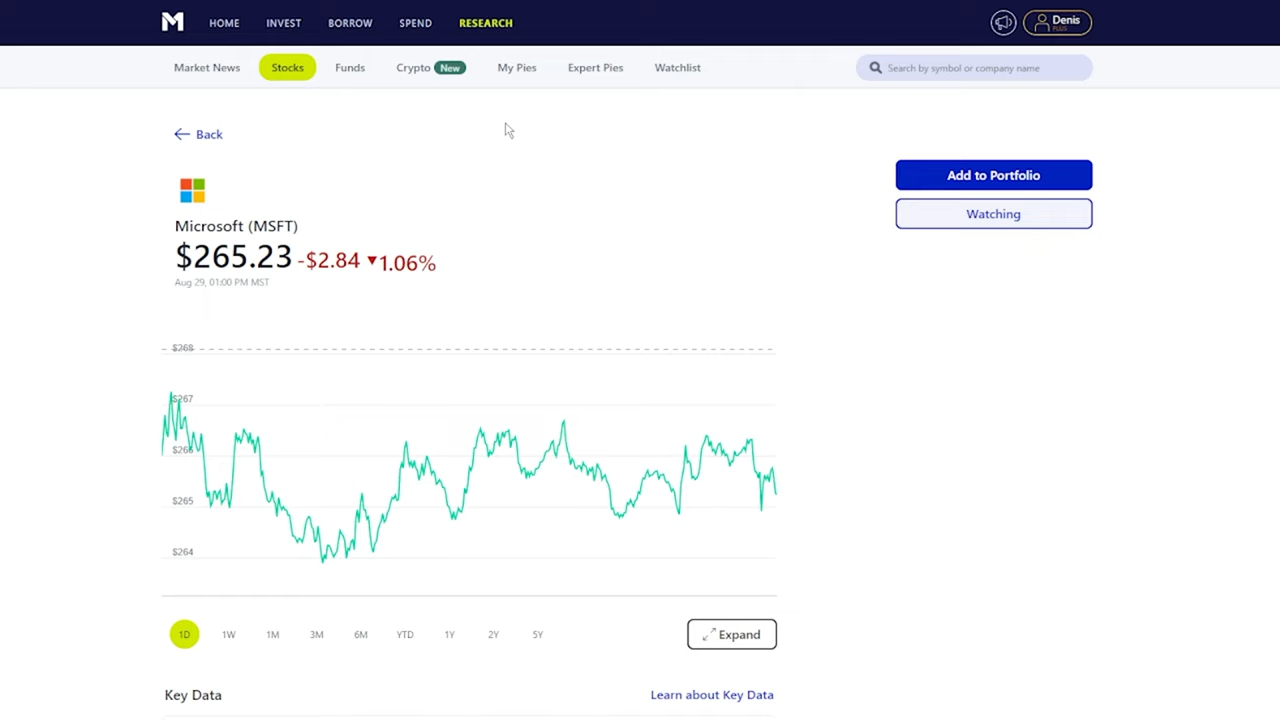 M HOME INVEST BORROW SPEND RESEARCH Denis
PLUS
Market News Stocks Funds Crypto New My Pies Expert Pies Watchlist Search by symbol or company name
Back
Add to Portfolio
Watching
Microsoft (MSFT)
$265.23 -$2.84 ▼1.06%
Aug 29, 01:00 PM MST
$268
$267
$266
$265
$264
1D 1W 1M 3M 6M YTD 1Y 2Y 5Y Expand
Key Data Learn about Key Data